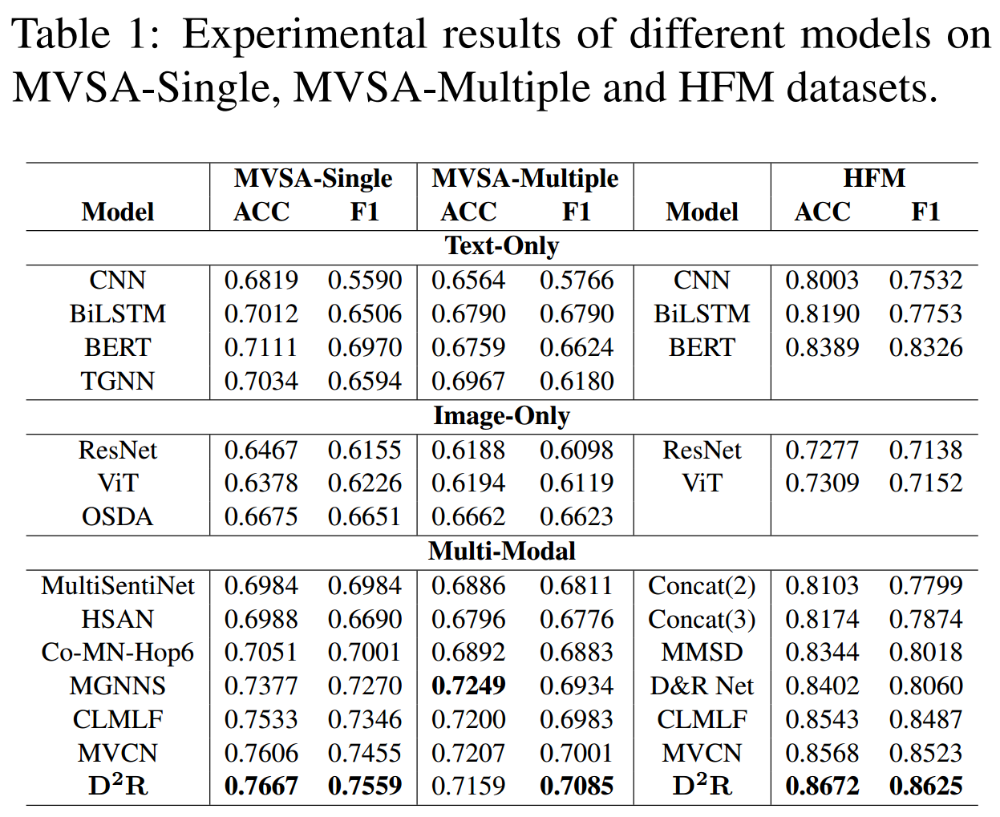 Table 1: Experimental results of different models on
MVSA-Single, MVSA-Multiple and HFM datasets.
MVSA-Single MVSA-Multiple HFM
Model ACC F1 ACC F1 Model ACC F1
Text-Only
CNN 0.6819 0.5590 0.6564 0.5766 CNN 0.8003 0.7532
BiLSTM 0.7012 0.6506 0.6790 0.6790 BiLSTM 0.8190 0.7753
BERT 0.7111 0.6970 0.6759 0.6624 BERT 0.8389 0.8326
TGNN 0.7034 0.6594 0.6967 0.6180
Image-Only
ResNet 0.6467 0.6155 0.6188 0.6098 ResNet 0.7277 0.7138
ViT 0.6378 0.6226 0.6194 0.6119 ViT 0.7309 0.7152
OSDA 0.6675 0.6651 0.6662 0.6623
Multi-Modal
MultiSentiNet 0.6984 0.6984 0.6886 0.6811 Concat(2) 0.8103 0.7799
HSAN 0.6988 0.6690 0.6796 0.6776 Concat(3) 0.8174 0.7874
Co-MN-Hop6 0.7051 0.7001 0.6892 0.6883 MMSD 0.8344 0.8018
MGNNS 0.7377 0.7270 0.7249 0.6934 D&R Net 0.8402 0.8060
CLMLF 0.7533 0.7346 0.7200 0.6983 CLMLF 0.8543 0.8487
MVCN 0.7606 0.7455 0.7207 0.7001 MVCN 0.8568 0.8523
D²R 0.7667 0.7559 0.7159 0.7085 D²R 0.8672 0.8625